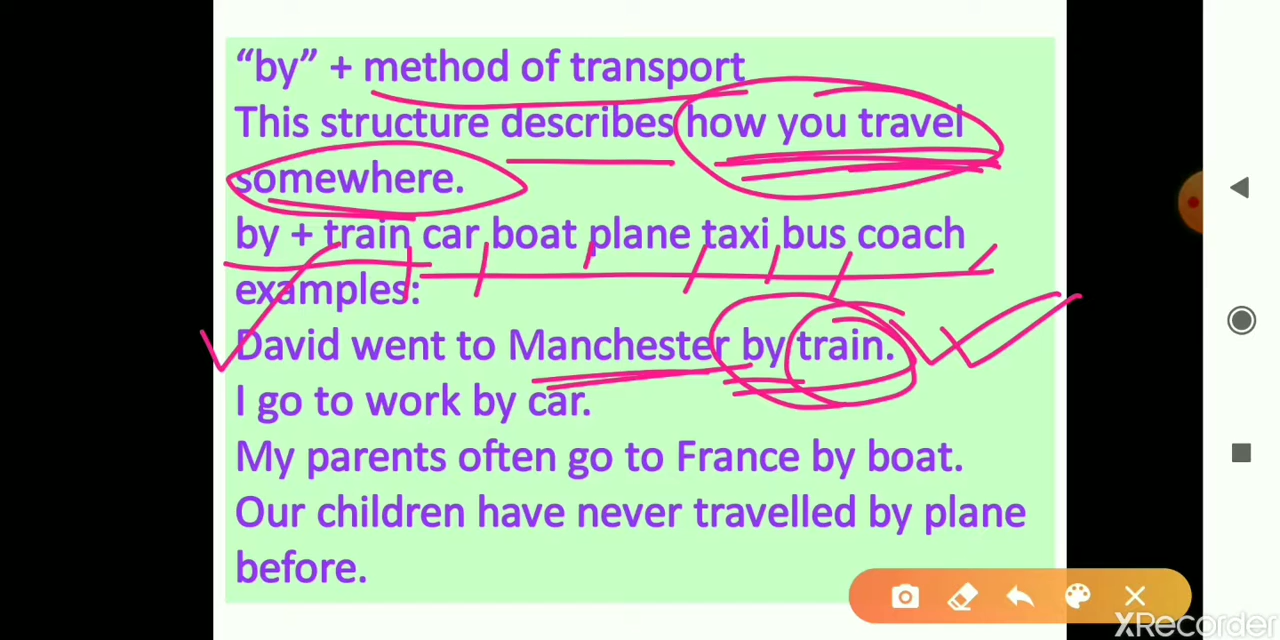 “by” + method of transport
This structure describes how you travel
somewhere.
by + train car boat plane taxi bus coach
examples:
David went to Manchester by train.
I go to work by car.
My parents often go to France by boat.
Our children have never travelled by plane
before.
XRecorder